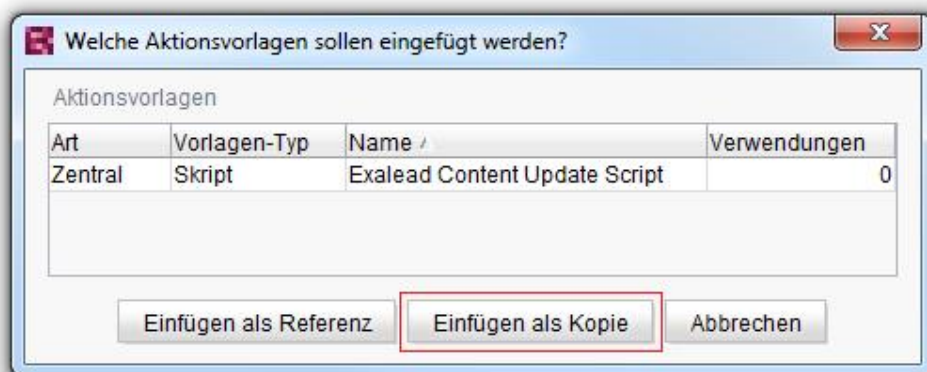 Welche Aktionsvorlagen sollen eingefügt werden?
Aktionsvorlagen
Art Vorlagen-Typ Name Verwendungen
Zentral Skript Exalead Content Update Script 0
Einfügen als Referenz Einfügen als Kopie Abbrechen